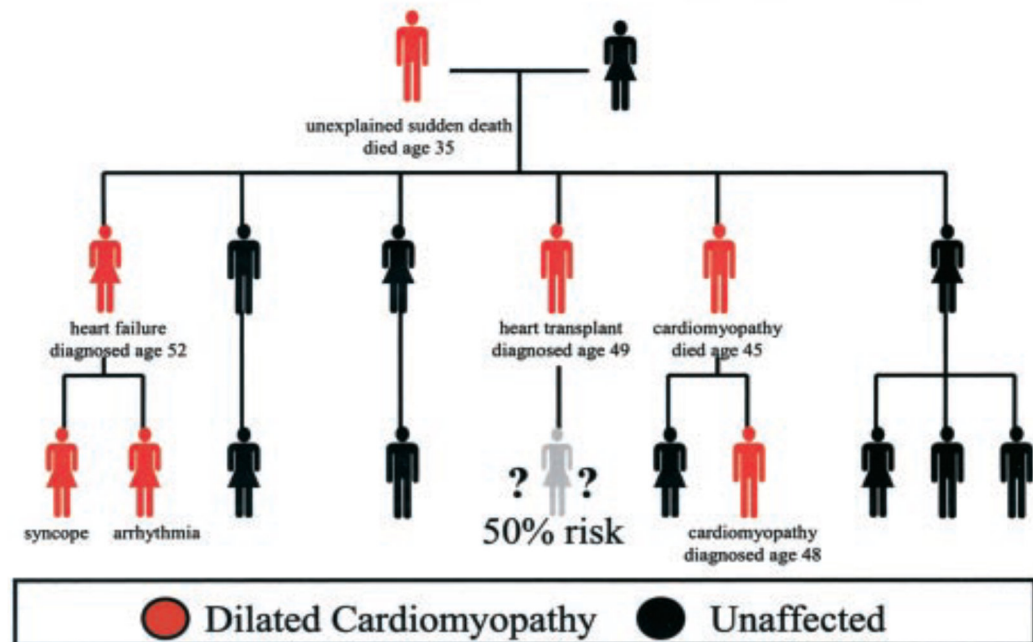 unexplained sudden death
died age 35
heart failure
diagnosed age 52
heart transplant
diagnosed age 49
cardiomyopathy
died age 45
syncope
arrhythmia
? ?
50% risk
cardiomyopathy
diagnosed age 48
Dilated Cardiomyopathy
Unaffected